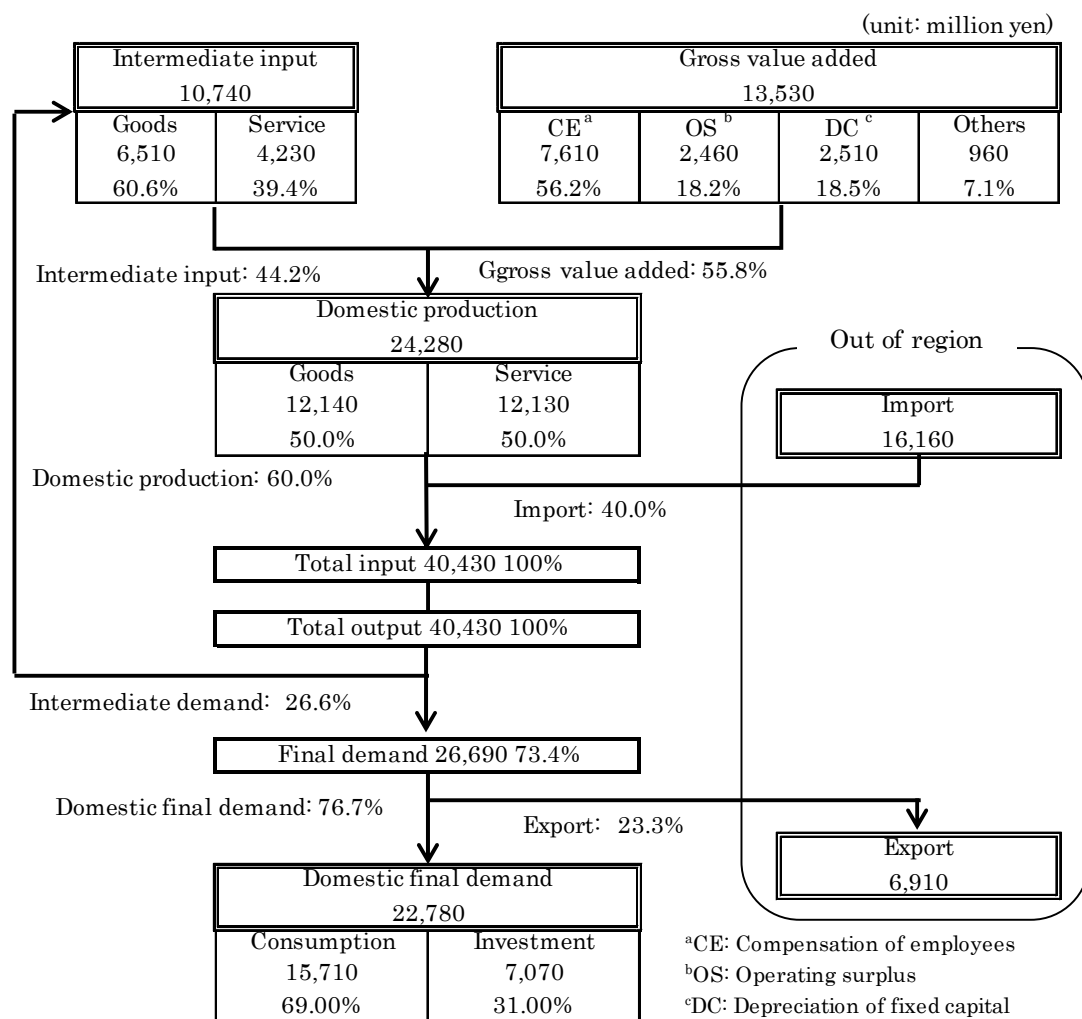 (unit: million yen)
Intermediate input
10,740
Goods
6,510
60.6%
Service
4,230
39.4%
Gross value added
13,530
CE a
7,610
56.2%
OS b
2,460
18.2%
DC c
2,510
18.5%
Others
960
7.1%
Intermediate input: 44.2%
Ggross value added: 55.8%
Domestic production
24,280
Goods
12,140
50.0%
Service
12,130
50.0%
Out of region
Import
16,160
Domestic production: 60.0%
Import: 40.0%
Total input 40,430 100%
Total output 40,430 100%
Intermediate demand: 26.6%
Final demand 26,690 73.4%
Domestic final demand: 76.7%
Export: 23.3%
Export
6,910
Domestic final demand
22,780
Consumption
15,710
69.00%
Investment
7,070
31.00%
aCE: Compensation of employees
bOS: Operating surplus
cDC: Depreciation of fixed capital